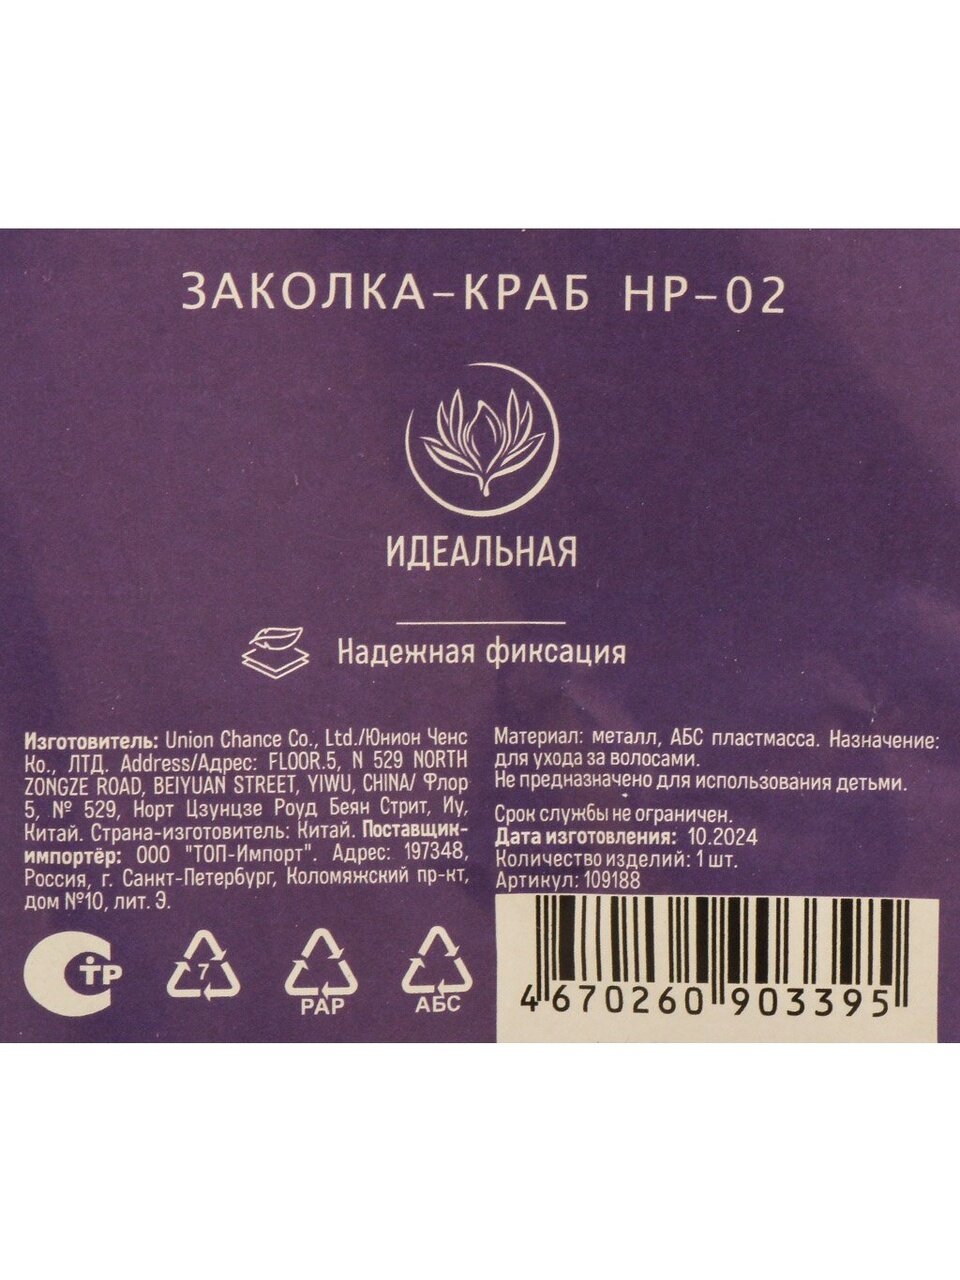 ЗАКОЛКА-КРАБ HP-02
ИДЕАЛЬНАЯ
Надежная фиксация
Изготовитель: Union Chance Co., Ltd./Юнион Ченс
Ко., ЛТД. Address/Адрес: FLOOR.5, N 529 NORTH
ZONGZE ROAD, BEIYUAN STREET, YIWU, CHINA/ Флор
5, № 529, Норт Цзунцзе Роуд Беян Стрит, Иу,
Китай. Страна-изготовитель: Китай. Поставщик-
импортёр: ООО "ТОП-Импорт". Адрес: 197348,
Россия, г. Санкт-Петербург, Коломяжский пр-кт,
дом №10, лит. Э.
Материал: металл, АБС пластмасса. Назначение:
для ухода за волосами.
Не предназначено для использования детьми.
Срок службы не ограничен.
Дата изготовления: 10.2024
Количество изделий: 1 шт.
Артикул: 109188
СТР
7
PAP
АБС
4 670260 903395